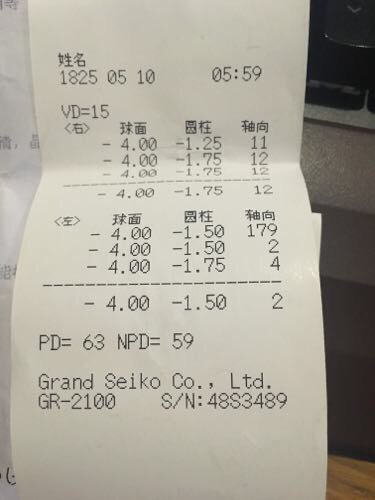 姓名
1825 05 10 05:59
VD=15
<右> 球面 圆柱 轴向
- 4.00 -1.25 11
- 4.00 -1.75 12
- 4.00 -1.75 12
- 4.00 -1.75 12
<左> 球面 圆柱 轴向
- 4.00 -1.50 179
- 4.00 -1.50 2
- 4.00 -1.75 4
- 4.00 -1.50 2
PD= 63 NPD= 59
Grand Seiko Co., Ltd.
GR-2100 S/N:48S3489